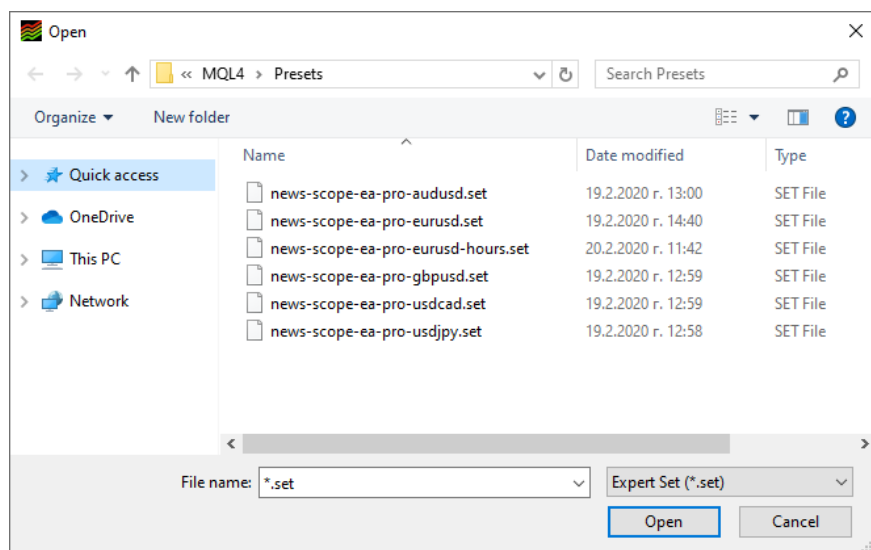 Open
« MQL4 > Presets
Search Presets
Organize
New folder
?
Name Date modified Type
Quick access
OneDrive
This PC
Network
news-scope-ea-pro-audusd.set 19.2.2020 г. 13:00 SET File
news-scope-ea-pro-eurusd.set 19.2.2020 г. 14:40 SET File
news-scope-ea-pro-eurusd-hours.set 20.2.2020 г. 11:42 SET File
news-scope-ea-pro-gbpusd.set 19.2.2020 г. 12:59 SET File
news-scope-ea-pro-usdcad.set 19.2.2020 г. 12:59 SET File
news-scope-ea-pro-usdjpy.set 19.2.2020 г. 12:58 SET File
File name: *.set Expert Set (*.set)
Open Cancel